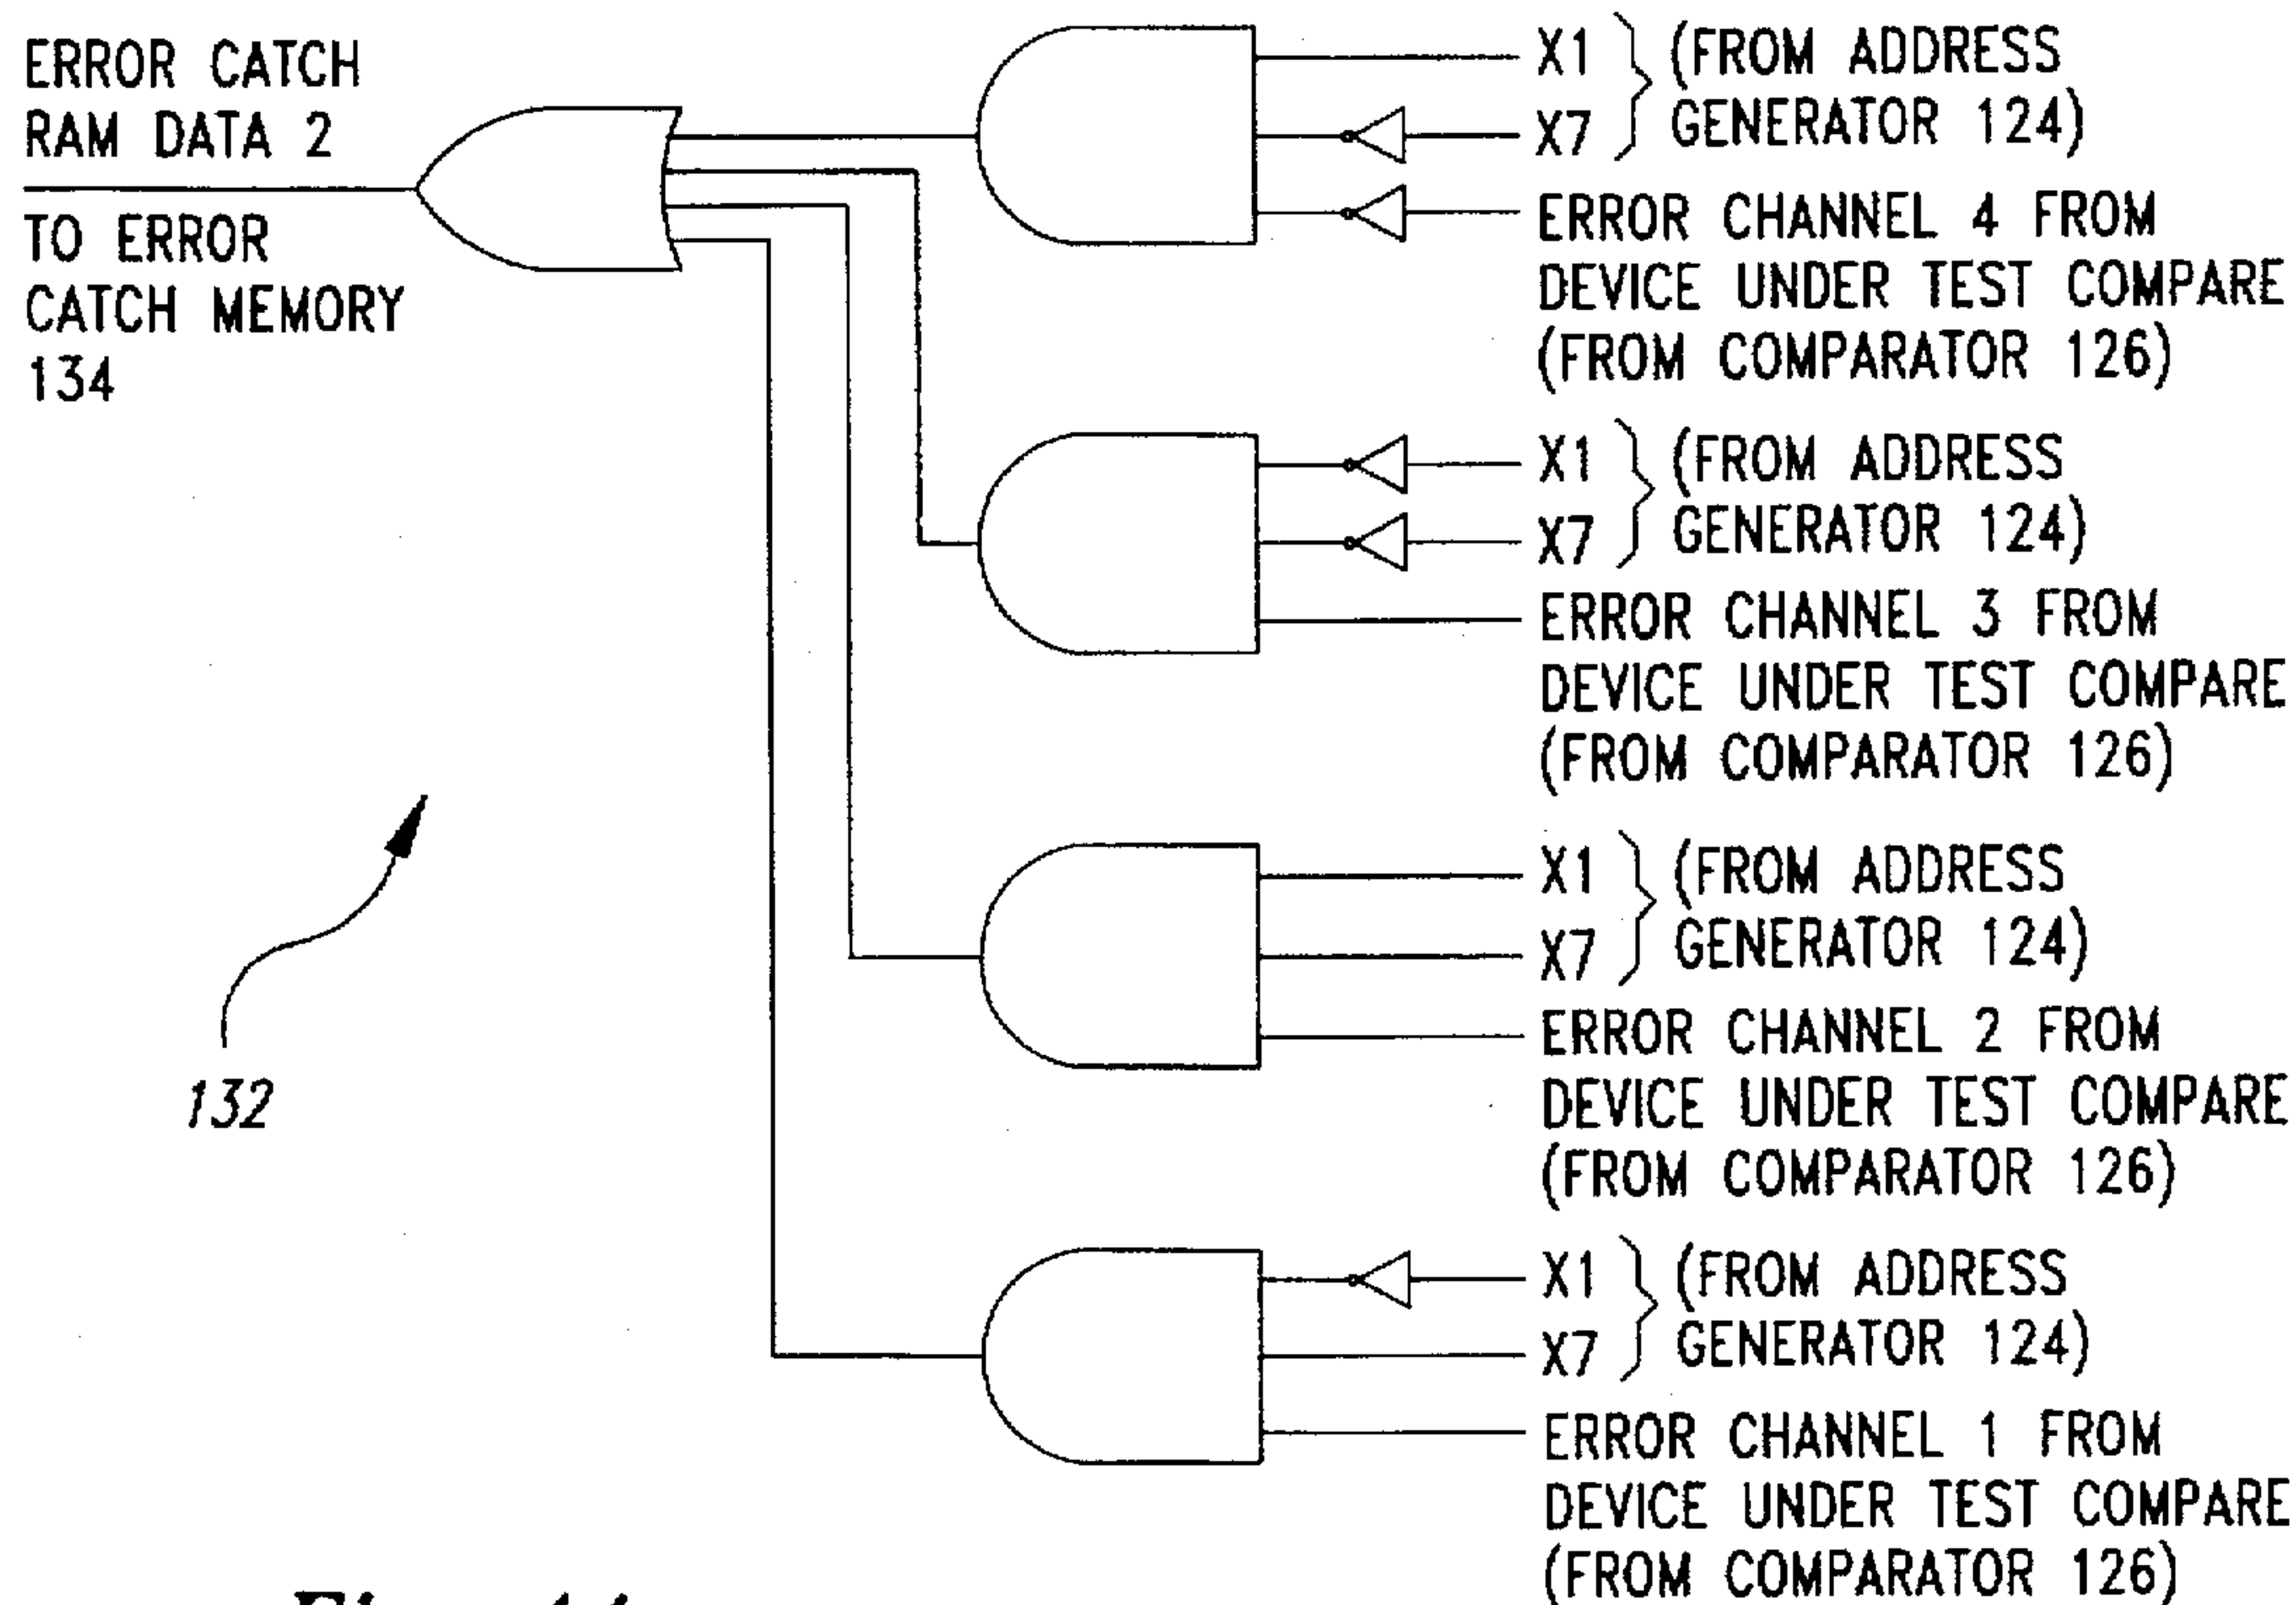 ERROR CATCH
RAM DATA 2
TO ERROR
CATCH MEMORY
134
X1
X7
(FROM ADDRESS
GENERATOR 124)
ERROR CHANNEL 4 FROM
DEVICE UNDER TEST COMPARE
(FROM COMPARATOR 126)
X1
X7
(FROM ADDRESS
GENERATOR 124)
ERROR CHANNEL 3 FROM
DEVICE UNDER TEST COMPARE
(FROM COMPARATOR 126)
132
X1
X7
(FROM ADDRESS
GENERATOR 124)
ERROR CHANNEL 2 FROM
DEVICE UNDER TEST COMPARE
(FROM COMPARATOR 126)
X1
X7
(FROM ADDRESS
GENERATOR 124)
ERROR CHANNEL 1 FROM
DEVICE UNDER TEST COMPARE
(FROM COMPARATOR 126)